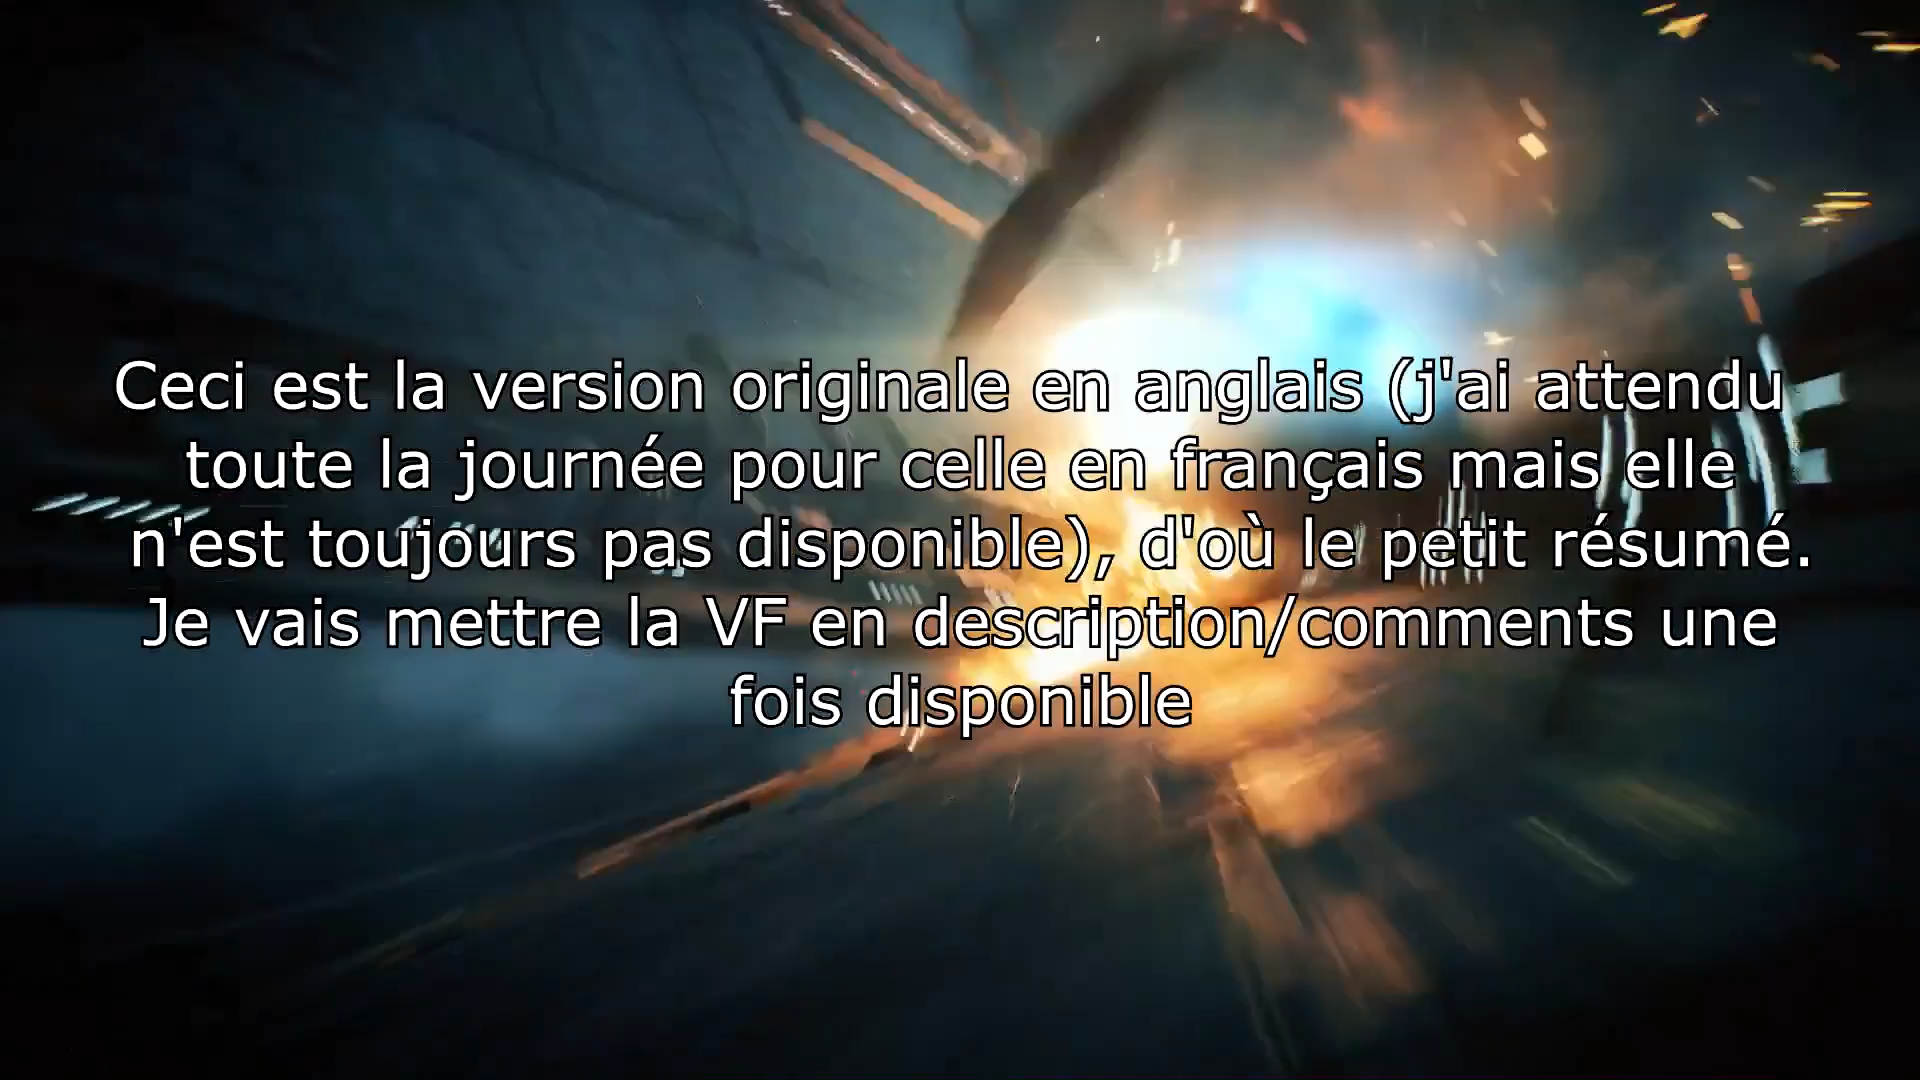 Ceci est la version originale en anglais (j'ai attendu
toute la journée pour celle en français mais elle
n'est toujours pas disponible), d'où le petit résumé.
Je vais mettre la VF en description/comments une
fois disponible